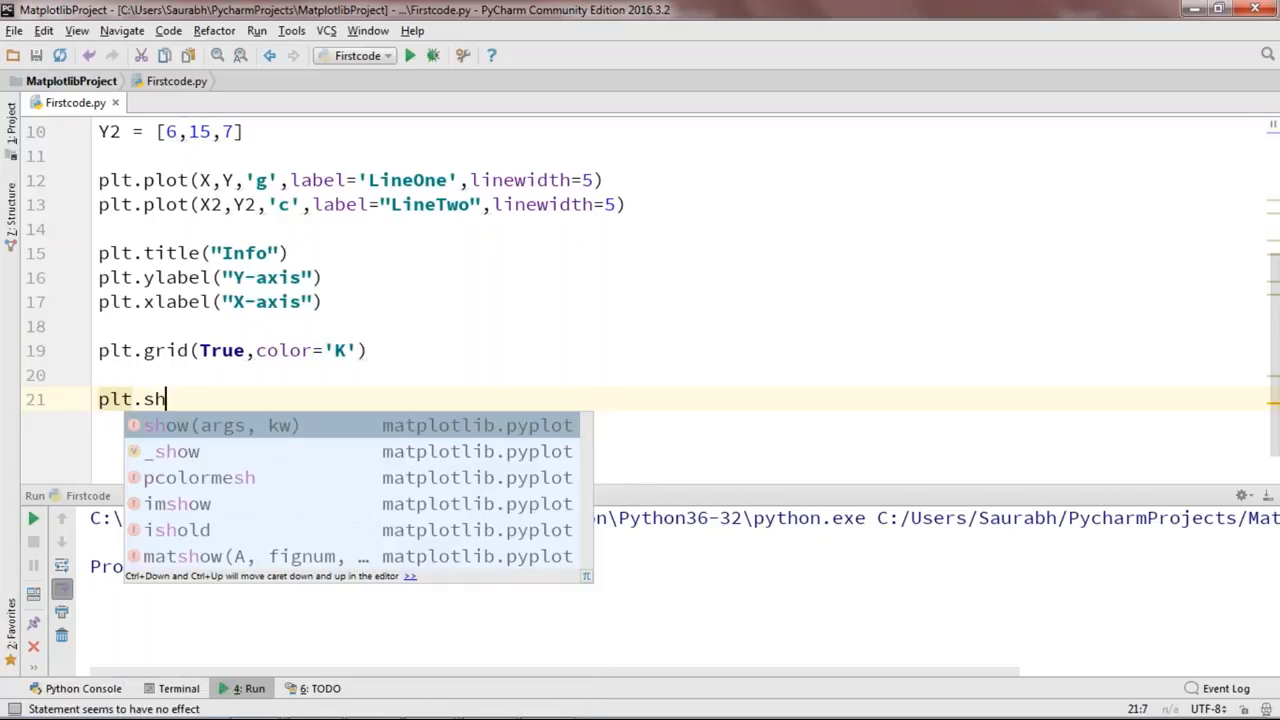 MatplotlibProject - [C:\Users\Saurabh\PycharmProjects\MatplotlibProject] - ...\Firstcode.py - PyCharm Community Edition 2016.3.2
File Edit View Navigate Code Refactor Run Tools VCS Window Help
Firstcode
MatplotlibProject Firstcode.py
Firstcode.py
1: Project
Z: Structure
2: Favorites
10 Y2 = [6,15,7]
11
12 plt.plot(X,Y,'g',label='LineOne',linewidth=5)
13 plt.plot(X2,Y2,'c',label="LineTwo",linewidth=5)
14
15 plt.title("Info")
16 plt.ylabel("Y-axis")
17 plt.xlabel("X-axis")
18
19 plt.grid(True,color='K')
20
21 plt.sh
show(args, kw) matplotlib.pyplot
_show matplotlib.pyplot
pcolormesh matplotlib.pyplot
imshow matplotlib.pyplot
ishold matplotlib.pyplot
matshow(A, fignum, … matplotlib.pyplot
Ctrl+Down and Ctrl+Up will move caret down and up in the editor >> π
Run Firstcode
C:\ on\Python36-32\python.exe C:/Users/Saurabh/PycharmProjects/Mat
Pro
Python Console Terminal 4: Run 6: TODO Event Log
Statement seems to have no effect 21:7 n/a UTF-8